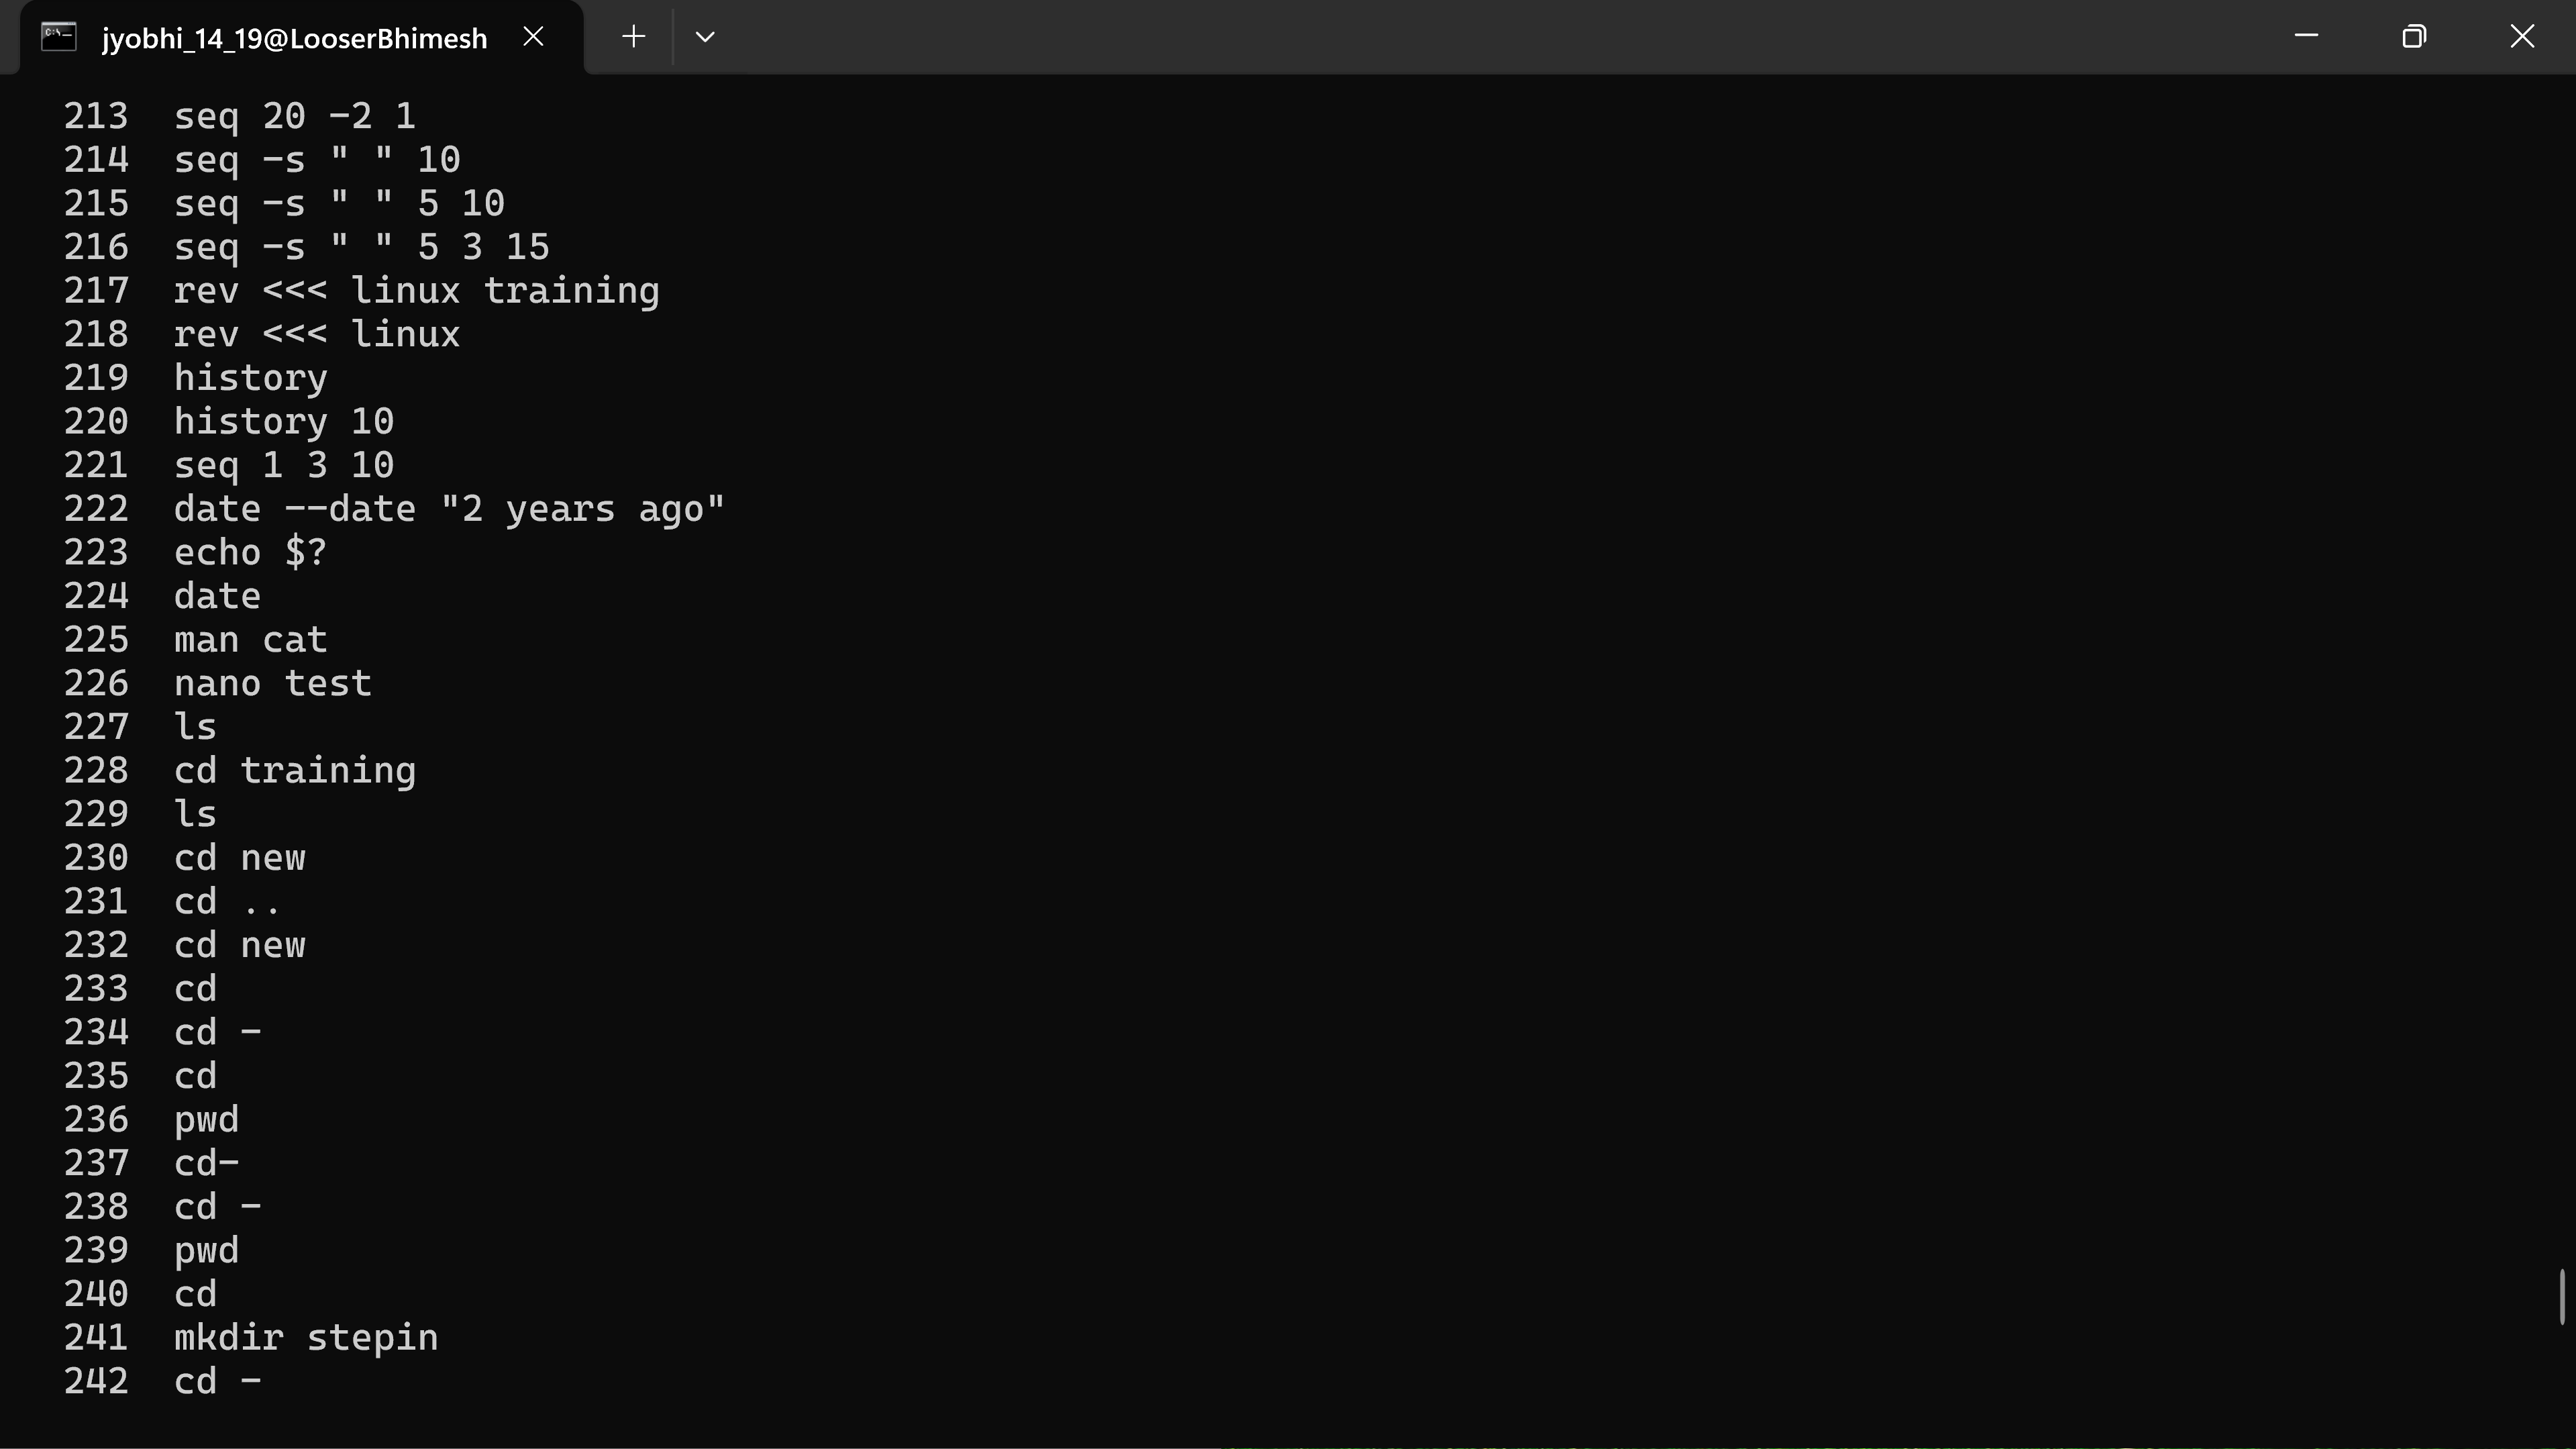 jyobhi_14_19@LooserBhimesh
213 seq 20 -2 1
214 seq -s " " 10
215 seq -s " " 5 10
216 seq -s " " 5 3 15
217 rev <<< linux training
218 rev <<< linux
219 history
220 history 10
221 seq 1 3 10
222 date --date "2 years ago"
223 echo $?
224 date
225 man cat
226 nano test
227 ls
228 cd training
229 ls
230 cd new
231 cd ..
232 cd new
233 cd
234 cd -
235 cd
236 pwd
237 cd-
238 cd -
239 pwd
240 cd
241 mkdir stepin
242 cd -